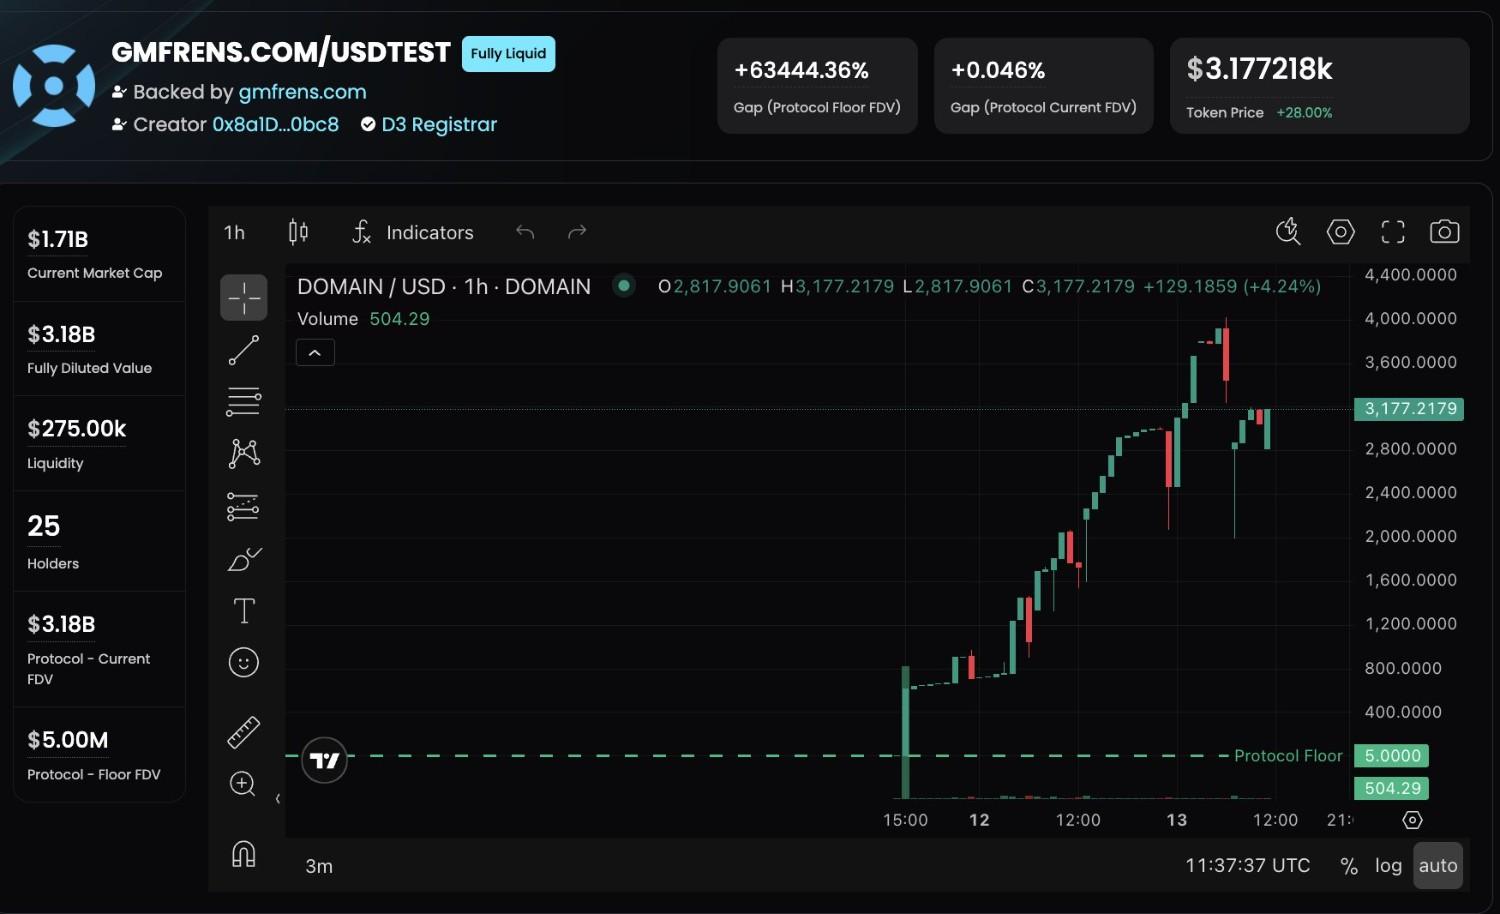 GMFRENS.COM/USDTEST Fully Liquid
Backed by gmfrens.com
Creator 0x8a1D...0bc8 D3 Registrar
+63444.36%
Gap (Protocol Floor FDV)
+0.046%
Gap (Protocol Current FDV)
$3.177218k
Token Price +28.00%
$1.71B
Current Market Cap
$3.18B
Fully Diluted Value
$275.00k
Liquidity
25
Holders
$3.18B
Protocol - Current
FDV
$5.00M
Protocol - Floor FDV
1h Indicators
DOMAIN / USD · 1h · DOMAIN O2,817.9061 H3,177.2179 L2,817.9061 C3,177.2179 +129.1859 (+4.24%)
Volume 504.29
4,400.0000
4,000.0000
3,600.0000
3,177.2179
2,800.0000
2,400.0000
2,000.0000
1,600.0000
1,200.0000
800.0000
400.0000
Protocol Floor 5.0000
504.29
15:00 12 12:00 13 12:00 21:
3m 11:37:37 UTC % log auto